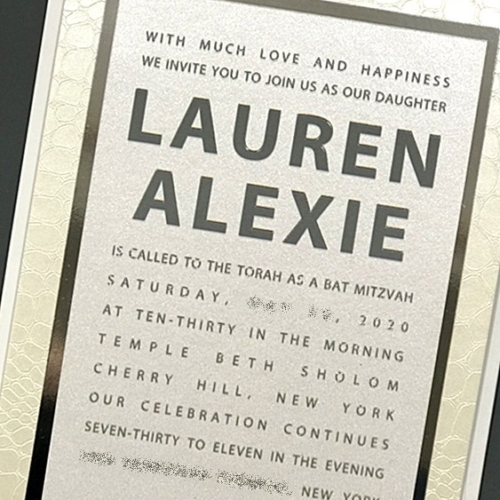 WITH MUCH LOVE AND HAPPINESS
WE INVITE YOU TO JOIN US AS OUR DAUGHTER
LAUREN
ALEXIE
IS CALLED TO THE TORAH AS A BAT MITZVAH
SATURDAY, 2020
AT TEN-THIRTY IN THE MORNING
TEMPLE BETH SHOLOM
CHERRY HILL, NEW YORK
OUR CELEBRATION CONTINUES
SEVEN-THIRTY TO ELEVEN IN THE EVENING
NEW YORK